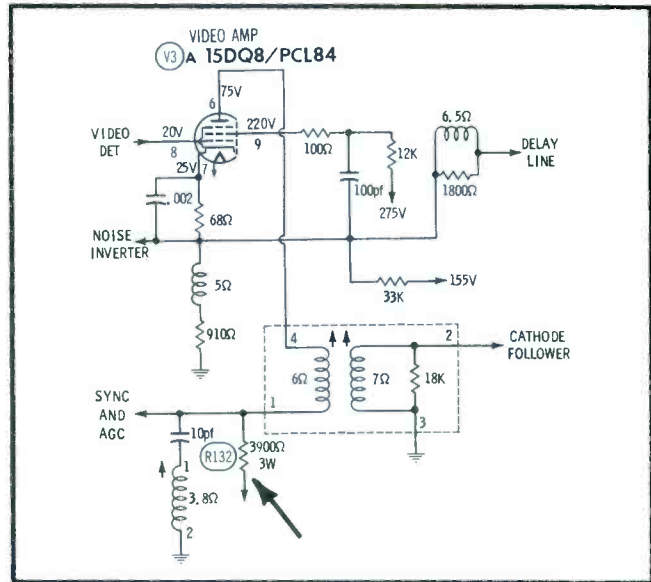 VIDEO AMP
V3 A 15DQ8/PCL84
75V
6
VIDEO
DET
20V
8
220V
9
25V
7
100Ω
12K
100pf
275V
6.5Ω
DELAY
LINE
1800Ω
.002
68Ω
NOISE
INVERTER
5Ω
910Ω
33K
155V
4
6Ω
1
7Ω
2
18K
3
CATHODE
FOLLOWER
SYNC
AND
AGC
10pf
1
3.8Ω
2
R132
3900Ω
3W